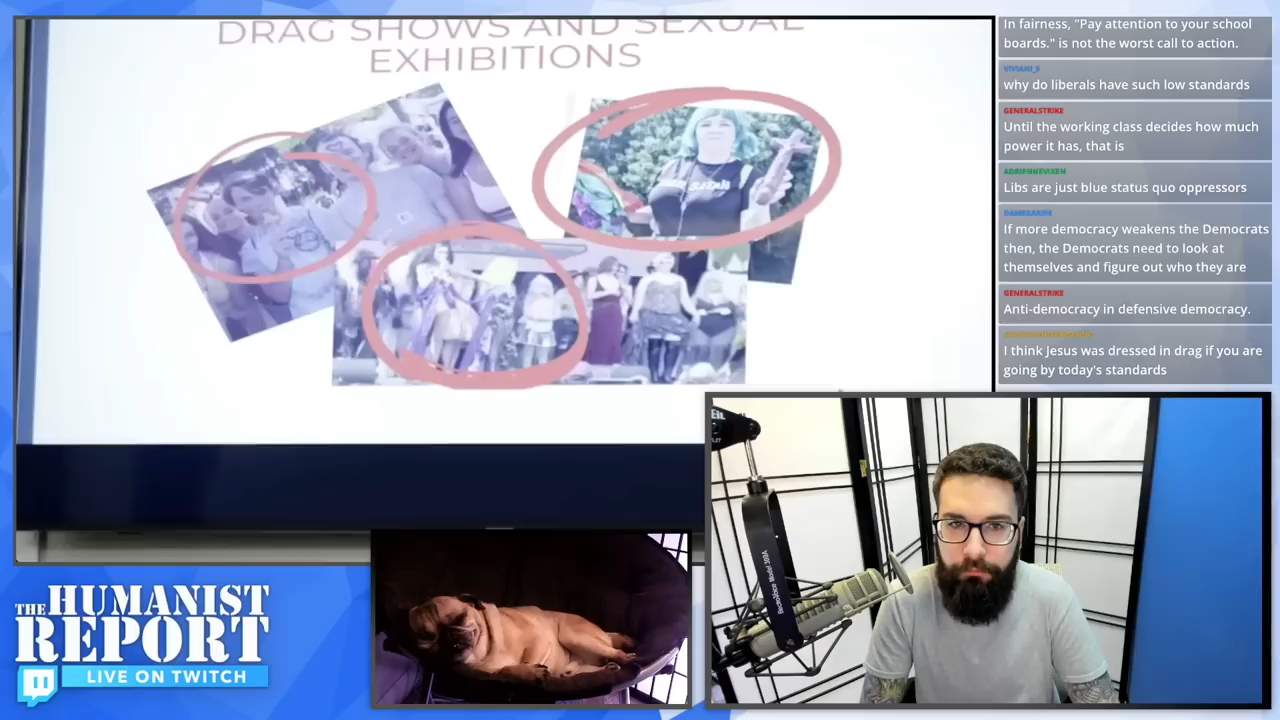 DRAG SHOWS AND SEXUAL
EXHIBITIONS
In fairness, "Pay attention to your school
boards." is not the worst call to action.
why do liberals have such low standards
GENERALSTRIKE
Until the working class decides how much
power it has, that is
ADRIENNEVIXEN
Libs are just blue status quo oppressors
If more democracy weakens the Democrats
then, the Democrats need to look at
themselves and figure out who they are
GENERALSTRIKE
Anti-democracy in defensive democracy.
I think Jesus was dressed in drag if you are
going by today's standards
THE HUMANIST
REPORT
LIVE ON TWITCH